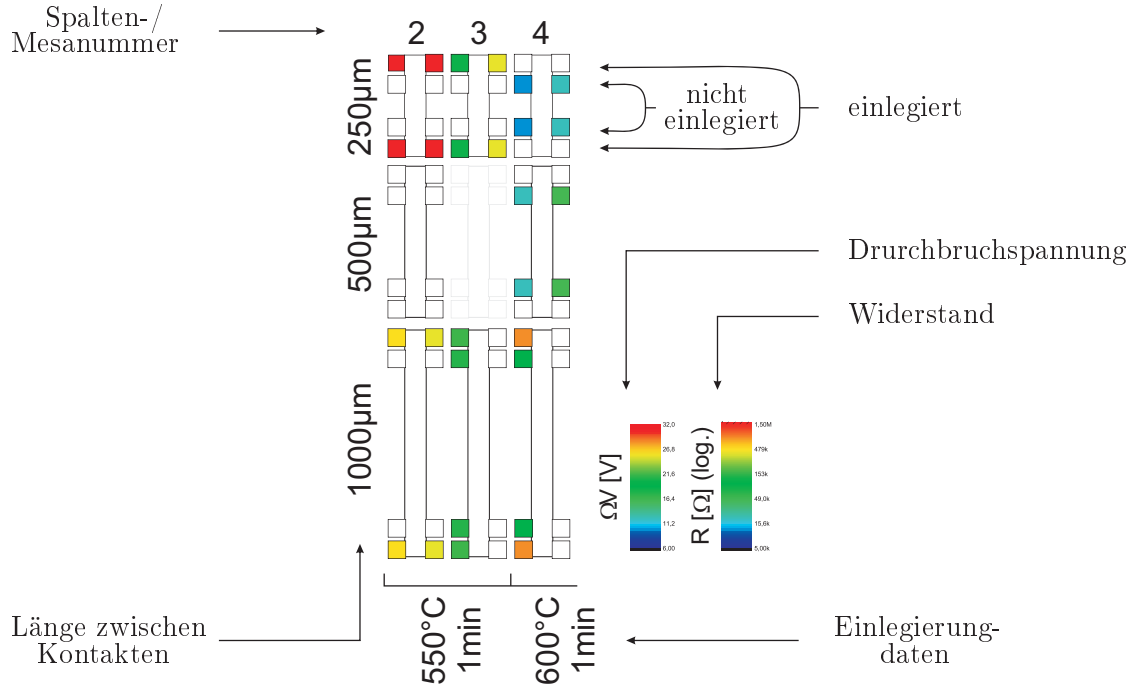 Spalten-/
Mesanummer
2 3 4
250µm
nicht
einlegiert
einlegiert
500µm
Drurchbruchspannung
Widerstand
1000µm
ΩV [V]
32,0
26,8
21,6
16,4
11,2
6,00
R [Ω] (log.)
1,50M
479k
153k
49,0k
15,6k
5,00k
550°C
1min
600°C
1min
Länge zwischen
Kontakten
Einlegierung-
daten